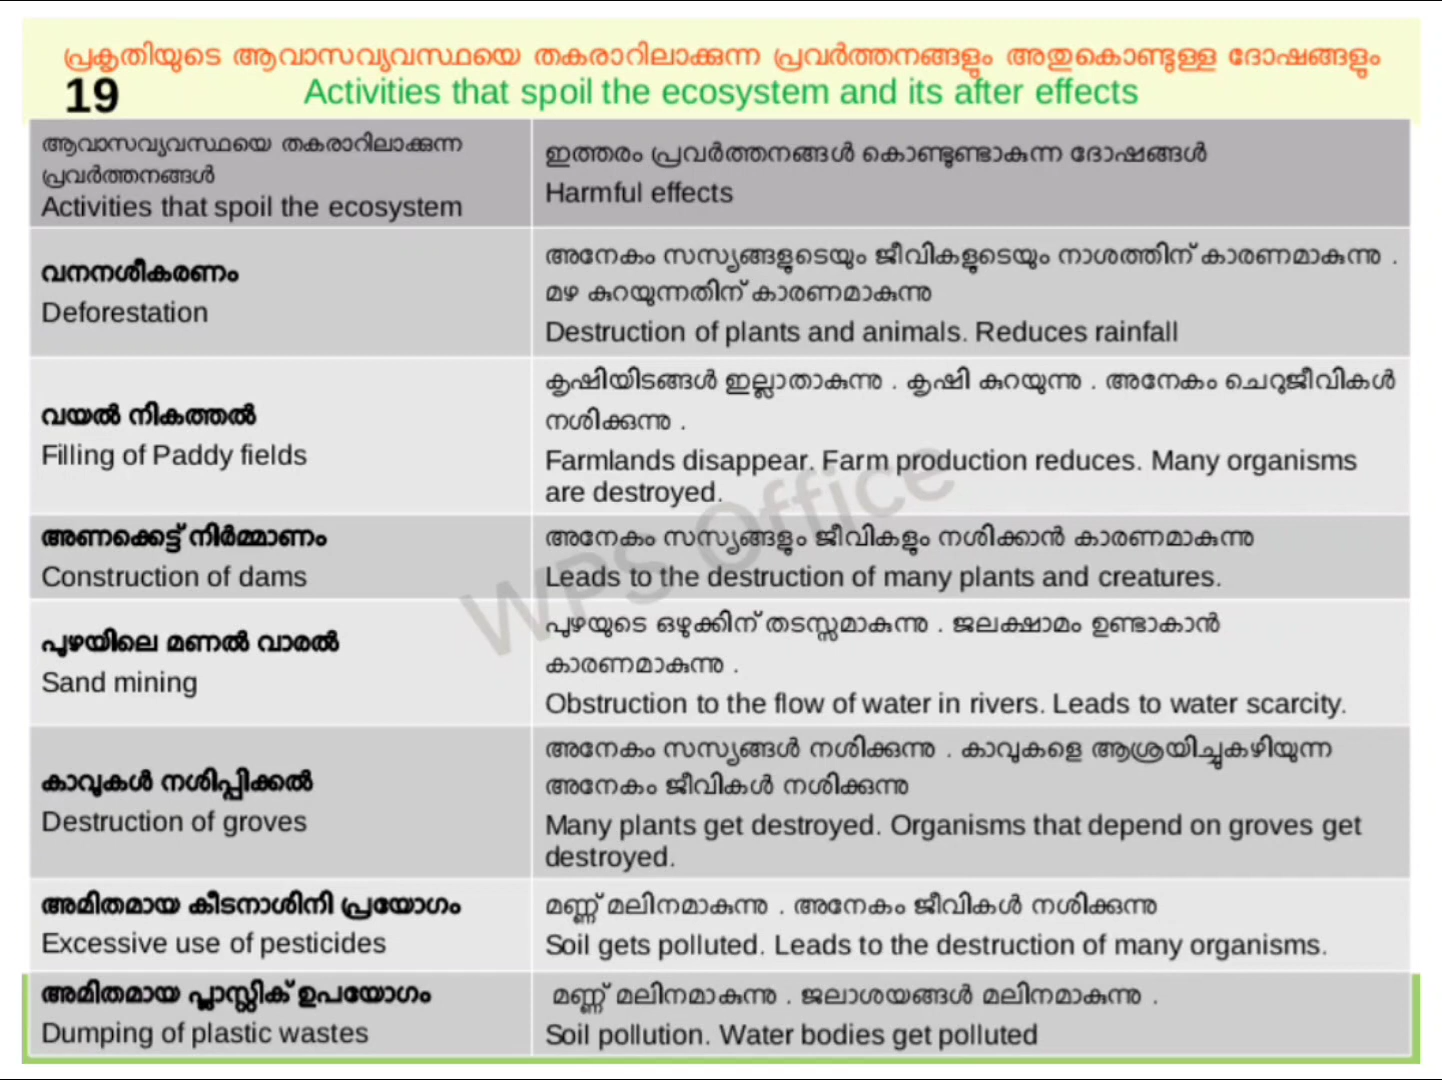 പ്രകൃതിയുടെ ആവാസവ്യവസ്ഥയെ തകരാറിലാക്കുന്ന പ്രവർത്തനങ്ങളും അതുകൊണ്ടുള്ള ദോഷങ്ങളും
19 Activities that spoil the ecosystem and its after effects
ആവാസവ്യവസ്ഥയെ തകരാറിലാക്കുന്ന
പ്രവർത്തനങ്ങൾ
Activities that spoil the ecosystem
ഇത്തരം പ്രവർത്തനങ്ങൾ കൊണ്ടുണ്ടാകുന്ന ദോഷങ്ങൾ
Harmful effects
വനനശീകരണം
Deforestation
അനേകം സസ്യങ്ങളുടെയും ജീവികളുടെയും നാശത്തിന് കാരണമാകുന്നു .
മഴ കുറയുന്നതിന് കാരണമാകുന്നു
Destruction of plants and animals. Reduces rainfall
വയൽ നികത്തൽ
Filling of Paddy fields
കൃഷിയിടങ്ങൾ ഇല്ലാതാകുന്നു . കൃഷി കുറയുന്നു . അനേകം ചെറുജീവികൾ
നശിക്കുന്നു .
Farmlands disappear. Farm production reduces. Many organisms
are destroyed.
അണക്കെട്ട് നിർമ്മാണം
Construction of dams
അനേകം സസ്യങ്ങളും ജീവികളും നശിക്കാൻ കാരണമാകുന്നു
Leads to the destruction of many plants and creatures.
പുഴയിലെ മണൽ വാരൽ
Sand mining
പുഴയുടെ ഒഴുക്കിന് തടസ്സമാകുന്നു . ജലക്ഷാമം ഉണ്ടാകാൻ
കാരണമാകുന്നു .
Obstruction to the flow of water in rivers. Leads to water scarcity.
കാവുകൾ നശിപ്പിക്കൽ
Destruction of groves
അനേകം സസ്യങ്ങൾ നശിക്കുന്നു . കാവുകളെ ആശ്രയിച്ചുകഴിയുന്ന
അനേകം ജീവികൾ നശിക്കുന്നു
Many plants get destroyed. Organisms that depend on groves get
destroyed.
അമിതമായ കീടനാശിനി പ്രയോഗം
Excessive use of pesticides
മണ്ണ് മലിനമാകുന്നു . അനേകം ജീവികൾ നശിക്കുന്നു
Soil gets polluted. Leads to the destruction of many organisms.
അമിതമായ പ്ലാസ്റ്റിക് ഉപയോഗം
Dumping of plastic wastes
മണ്ണ് മലിനമാകുന്നു . ജലാശയങ്ങൾ മലിനമാകുന്നു .
Soil pollution. Water bodies get polluted
WPS Office